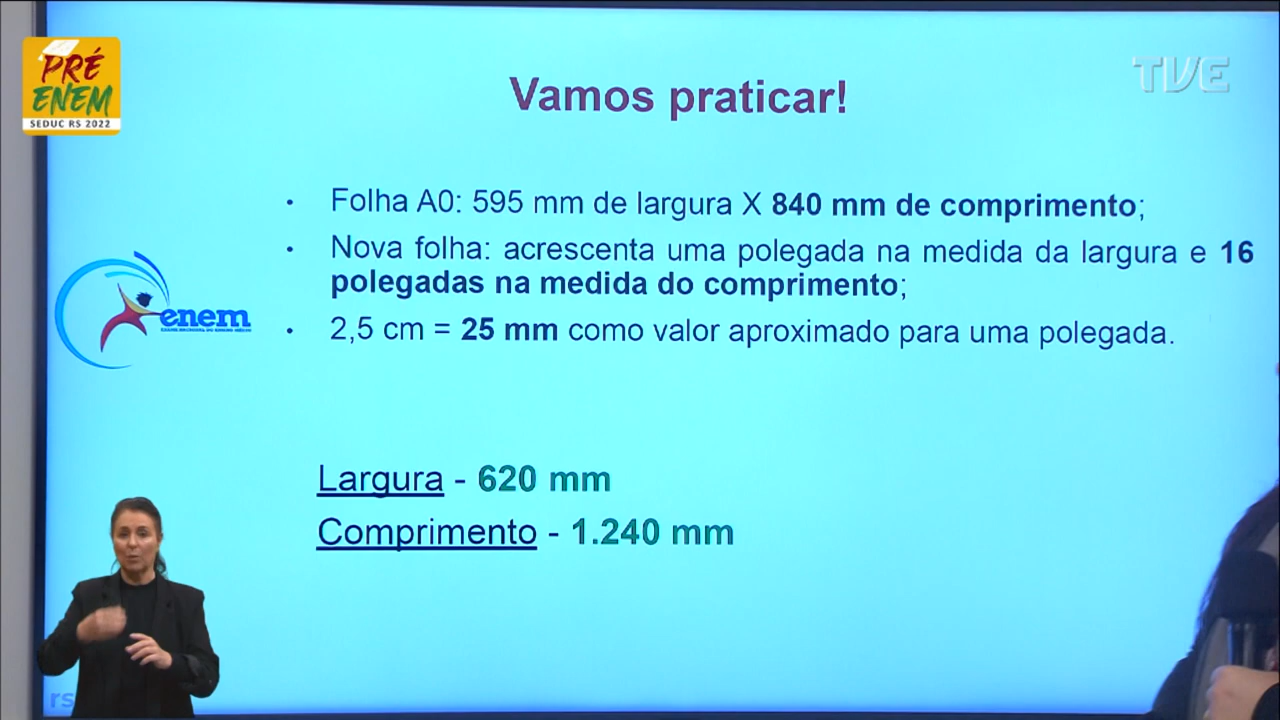 PRÉ
ENEM
SEDUC RS 2022
TVE
Vamos praticar!
• Folha A0: 595 mm de largura X 840 mm de comprimento;
• Nova folha: acrescenta uma polegada na medida da largura e 16
polegadas na medida do comprimento;
enem
• 2,5 cm = 25 mm como valor aproximado para uma polegada.
Largura - 620 mm
Comprimento - 1.240 mm
rs